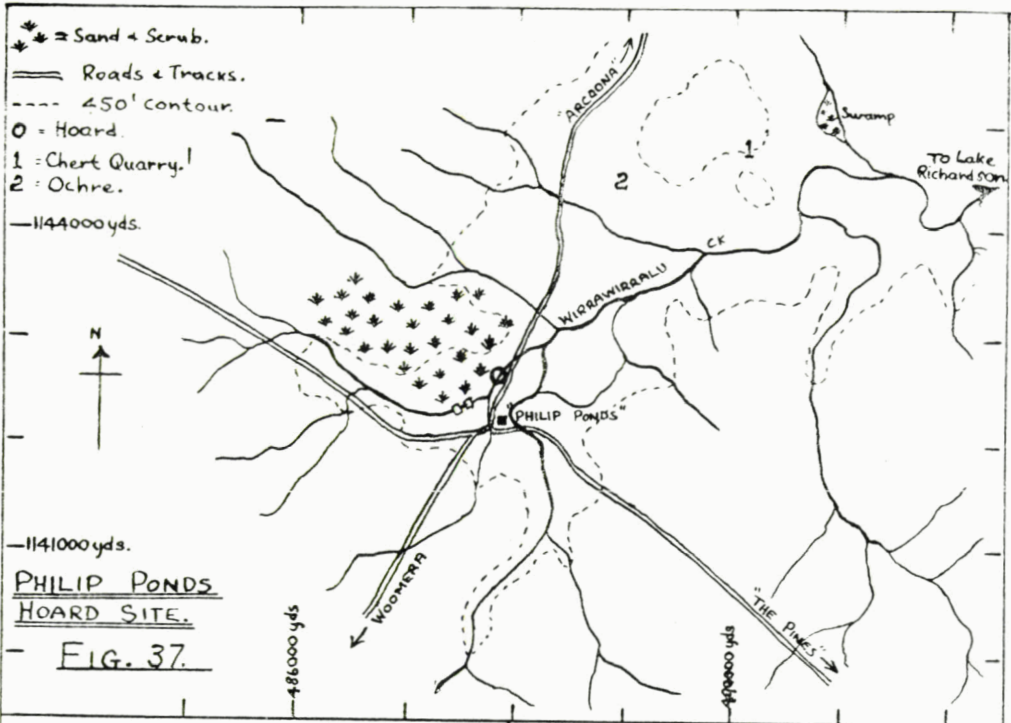 = Sand & Scrub.
Roads & Tracks.
450' contour.
O = Hoard.
1 = Chert Quarry.
2 = Ochre.
1144000 yds.
N
"ARCOONA"
1
2
Swamp
To Lake
Richardson.
WIRRAWIRRALU CK
"PHILIP PONDS"
1141000 yds.
PHILIP PONDS
HOARD SITE.
FIG. 37.
WOOMERA
"THE PINES"
486000 yds
yds